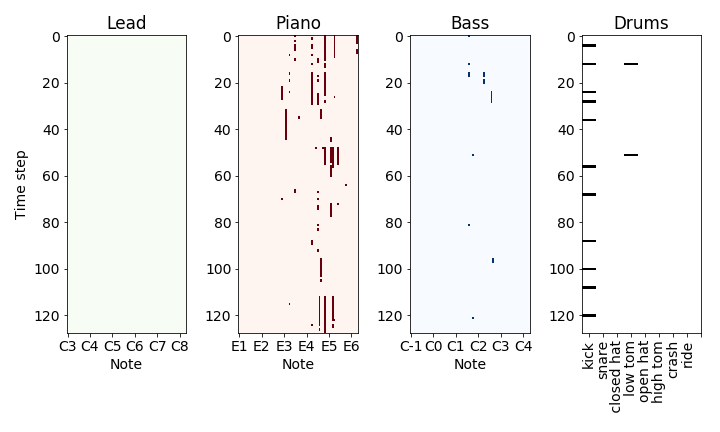 Lead
Piano
Bass
Drums
Time step
0
20
40
60
80
100
120
C3 C4 C5 C6 C7 C8
Note
0
20
40
60
80
100
120
E1 E2 E3 E4 E5 E6
Note
0
20
40
60
80
100
120
C-1 C0 C1 C2 C3 C4
Note
0
20
40
60
80
100
120
kick
snare
closed hat
low tom
open hat
high tom
crash
ride